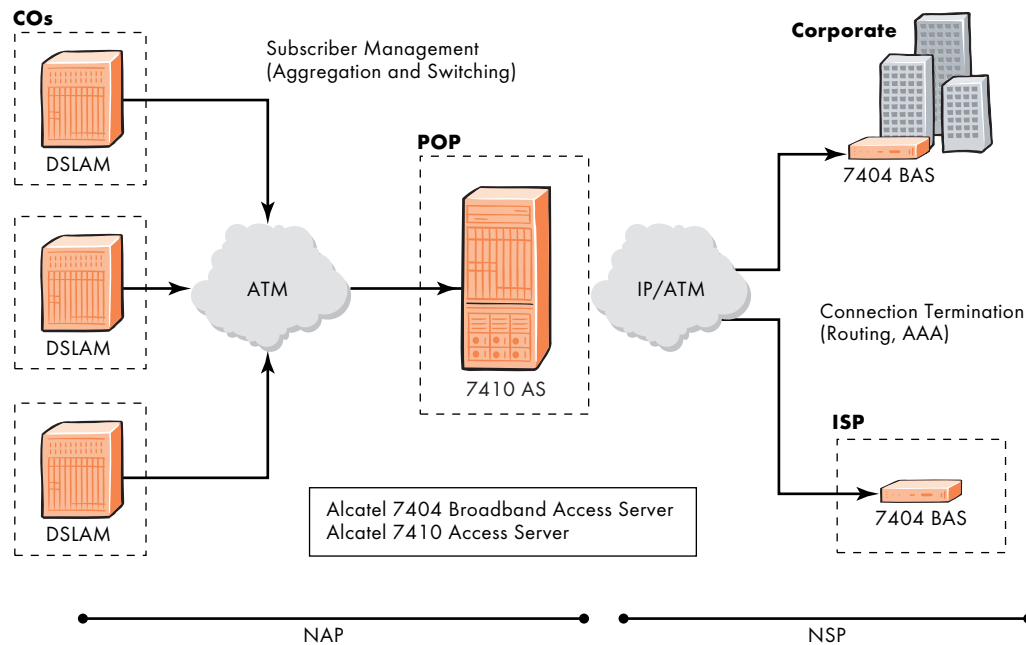 COs
DSLAM
DSLAM
DSLAM
Subscriber Management
(Aggregation and Switching)
ATM
POP
7410 AS
IP/ATM
Corporate
7404 BAS
Connection Termination
(Routing, AAA)
ISP
7404 BAS
Alcatel 7404 Broadband Access Server
Alcatel 7410 Access Server
NAP
NSP